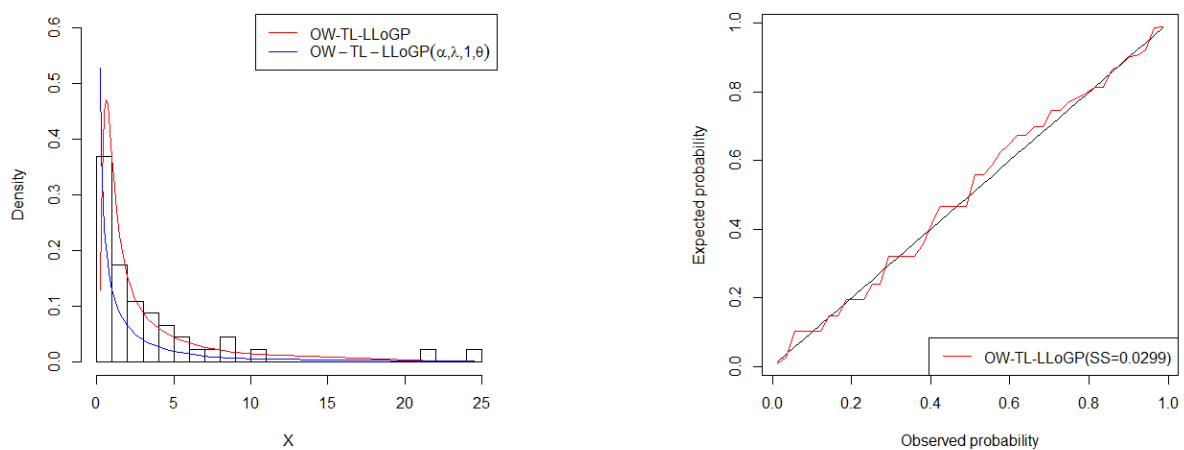 OW-TL-LLoGP
OW−TL−LLoGP(α,λ,1,θ)
Density
0.0 0.1 0.2 0.3 0.4 0.5 0.6
0 5 10 15 20 25
X
Expected probability
0.0 0.2 0.4 0.6 0.8 1.0
OW-TL-LLoGP(SS=0.0299)
0.0 0.2 0.4 0.6 0.8 1.0
Observed probability